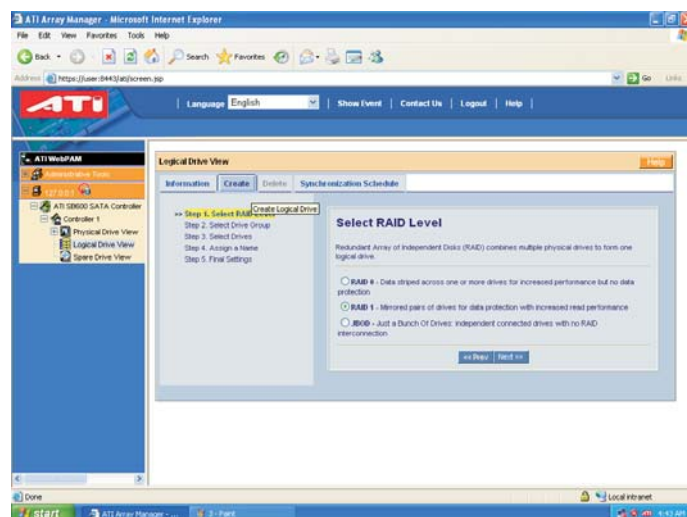 ATI Array Manager - Microsoft Internet Explorer
File Edit View Favorites Tools Help
Back Search Favorites
Address https://user:8443/ati/screen.jsp Go Links
ATI
Language English Show Event Contact Us Logout Help
ATI WebPAM
Administrative Tools
127.0.0.1
ATI SB600 SATA Controller
Controller 1
Physical Drive View
Logical Drive View
Spare Drive View
Logical Drive View Help
Information Create Delete Synchronization Schedule
Create Logical Drive
>> Step 1. Select RAID Level
Step 2. Select Drive Group
Step 3. Select Drives
Step 4. Assign a Name
Step 5. Final Settings
Select RAID Level
Redundant Array of Independent Disks (RAID) combines multiple physical drives to form one
logical drive.
RAID 0 - Data striped across one or more drives for increased performance but no data
protection
RAID 1 - Mirrored pairs of drives for data protection with increased read performance
JBOD - Just a Bunch Of Drives: independent connected drives with no RAID
interconnection
<< Prev Next >>
Done Local intranet
start ATI Array Manager - ... 3 - Paint 4:43 AM